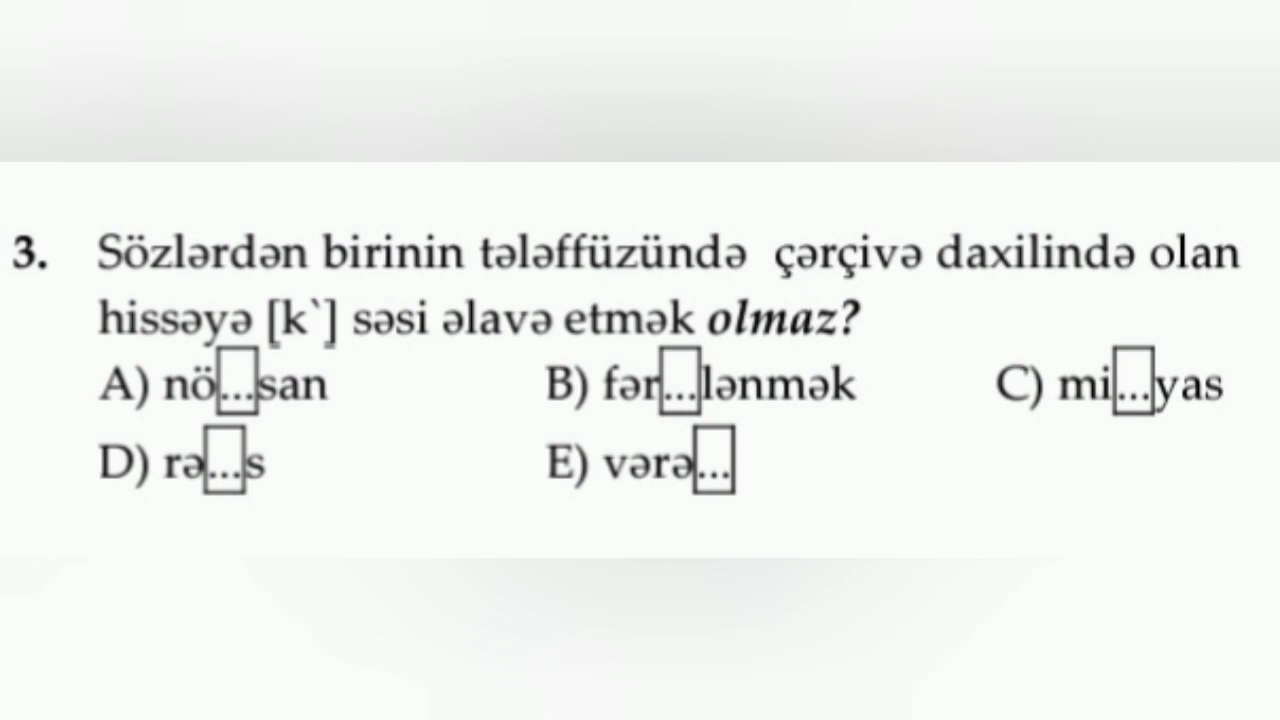 3. Sözlərdən birinin tələffüzündə çərçivə daxilində olan
hissəyə [k`] səsi əlavə etmək olmaz?
A) nö...san B) fər...lənmək C) mi...yas
D) rə...s E) vərə...